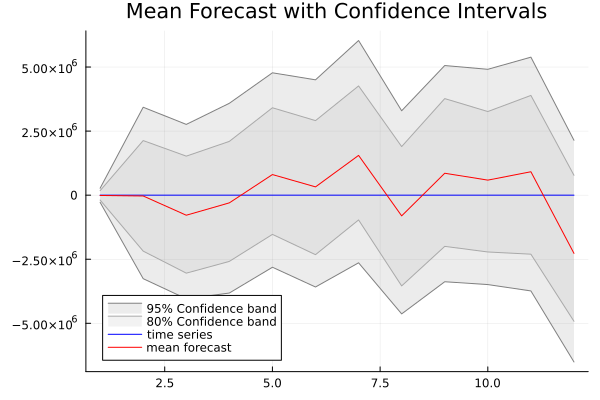 Mean Forecast with Confidence Intervals
5.00×10⁶
2.50×10⁶
0
−2.50×10⁶
−5.00×10⁶
95% Confidence band
80% Confidence band
time series
mean forecast
2.5 5.0 7.5 10.0